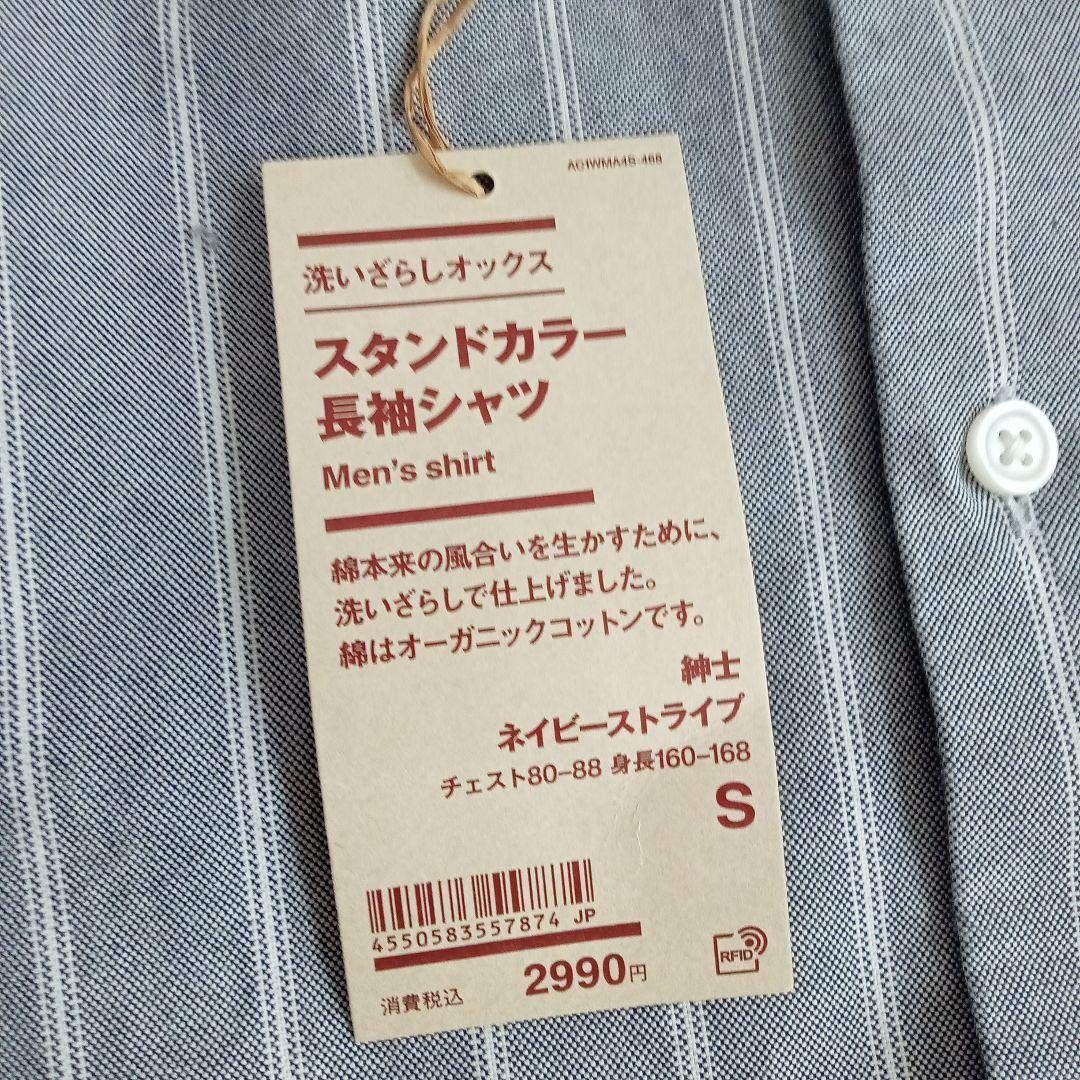 AC1WMA4S-468
洗いざらしオックス
スタンドカラー
長袖シャツ
Men's shirt
綿本来の風合いを生かすために、
洗いざらしで仕上げました。
綿はオーガニックコットンです。
紳士
ネイビーストライプ
チェスト80-88 身長160-168
S
4550583557874 JP
2990円
消費税込
RFID